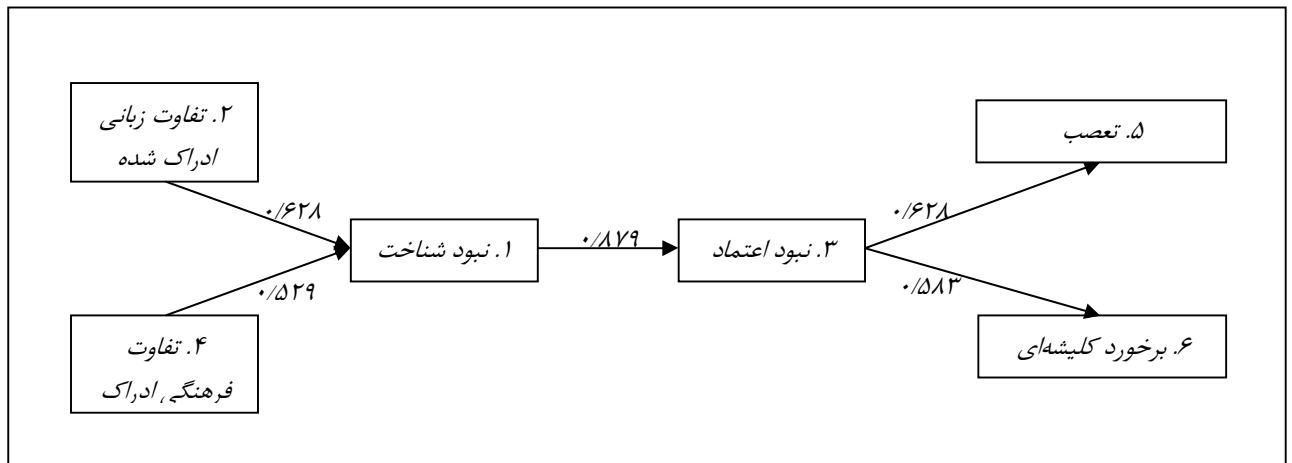 ۲. تفاوت زبانی
ادراک شده
۵. تعصب
۰/۶۲۸
۰/۶۲۸
۱. نبود شناخت
۰/۸۷۹
۳. نبود اعتماد
۰/۵۲۹
۰/۵۸۳
۴. تفاوت
فرهنگی ادراک
۶. برخورد کلیشه‌ای